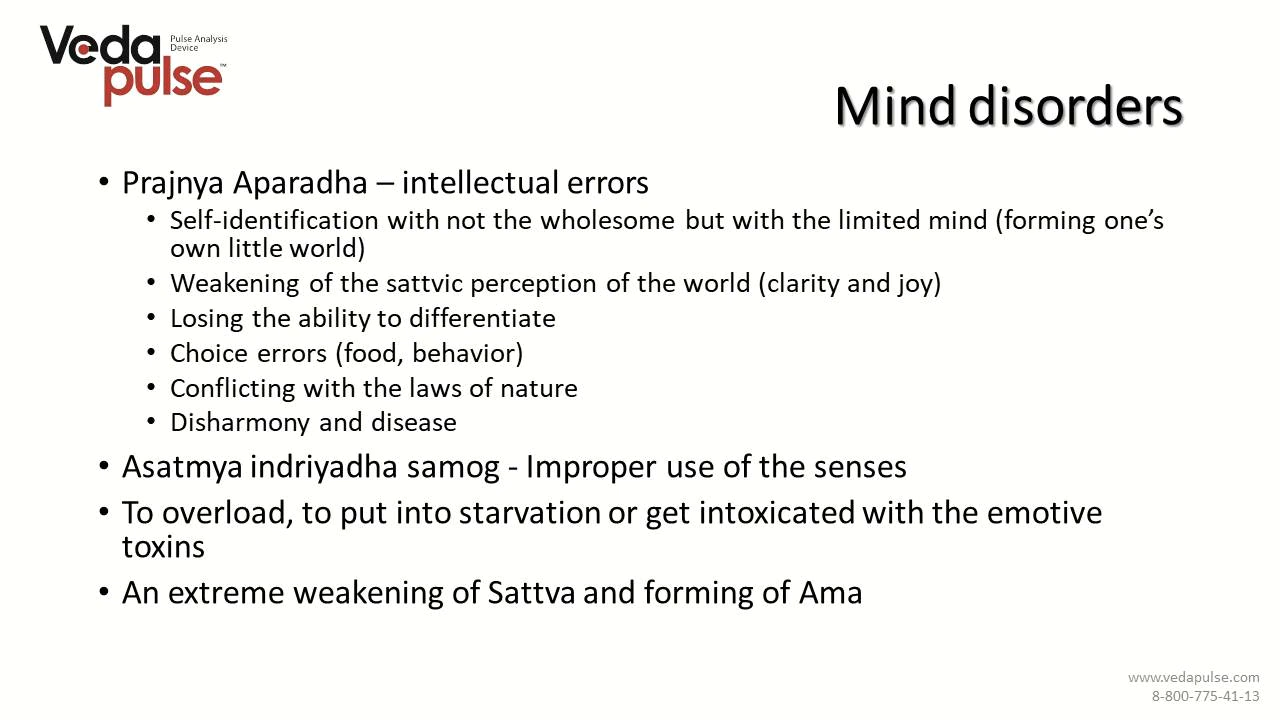 Veda
pulse™
Pulse Analysis
Device
Mind disorders
• Prajnya Aparadha – intellectual errors
• Self-identification with not the wholesome but with the limited mind (forming one’s
own little world)
• Weakening of the sattvic perception of the world (clarity and joy)
• Losing the ability to differentiate
• Choice errors (food, behavior)
• Conflicting with the laws of nature
• Disharmony and disease
• Asatmya indriyadha samog - Improper use of the senses
• To overload, to put into starvation or get intoxicated with the emotive
toxins
• An extreme weakening of Sattva and forming of Ama
www.vedapulse.com
8-800-775-41-13